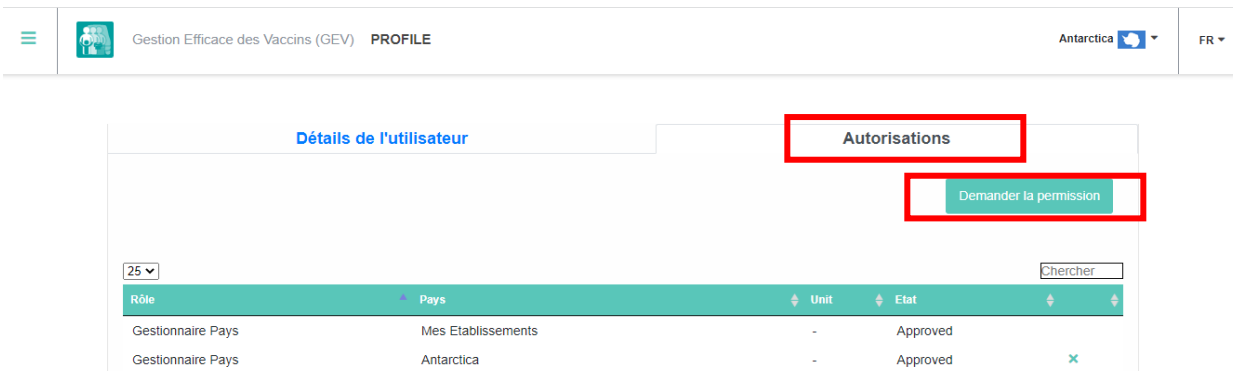 Gestion Efficace des Vaccins (GEV) PROFILE Antarctica FR
Détails de l'utilisateur Autorisations
Demander la permission
25 Chercher
Rôle Pays Unit Etat
Gestionnaire Pays Mes Etablissements - Approved
Gestionnaire Pays Antarctica - Approved